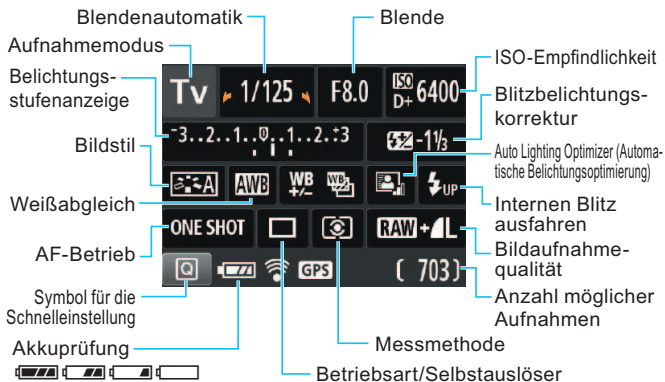 Blendenautomatik
Blende
Aufnahmemodus
ISO-Empfindlichkeit
Belichtungs-
stufenanzeige
Blitzbelichtungs-
korrektur
Bildstil
Auto Lighting Optimizer (Automa-
tische Belichtungsoptimierung)
Weißabgleich
Internen Blitz
ausfahren
AF-Betrieb
Bildaufnahme-
qualität
Symbol für die
Schnelleinstellung
Anzahl möglicher
Aufnahmen
Akkuprüfung
Messmethode
Betriebsart/Selbstauslöser
Tv 1/125 F8.0 ISO D+ 6400
-3..2..1..0..1..2.:+3 -1 1/3
A AWB WB +/- WB UP
ONE SHOT RAW+L
Q GPS ( 703)